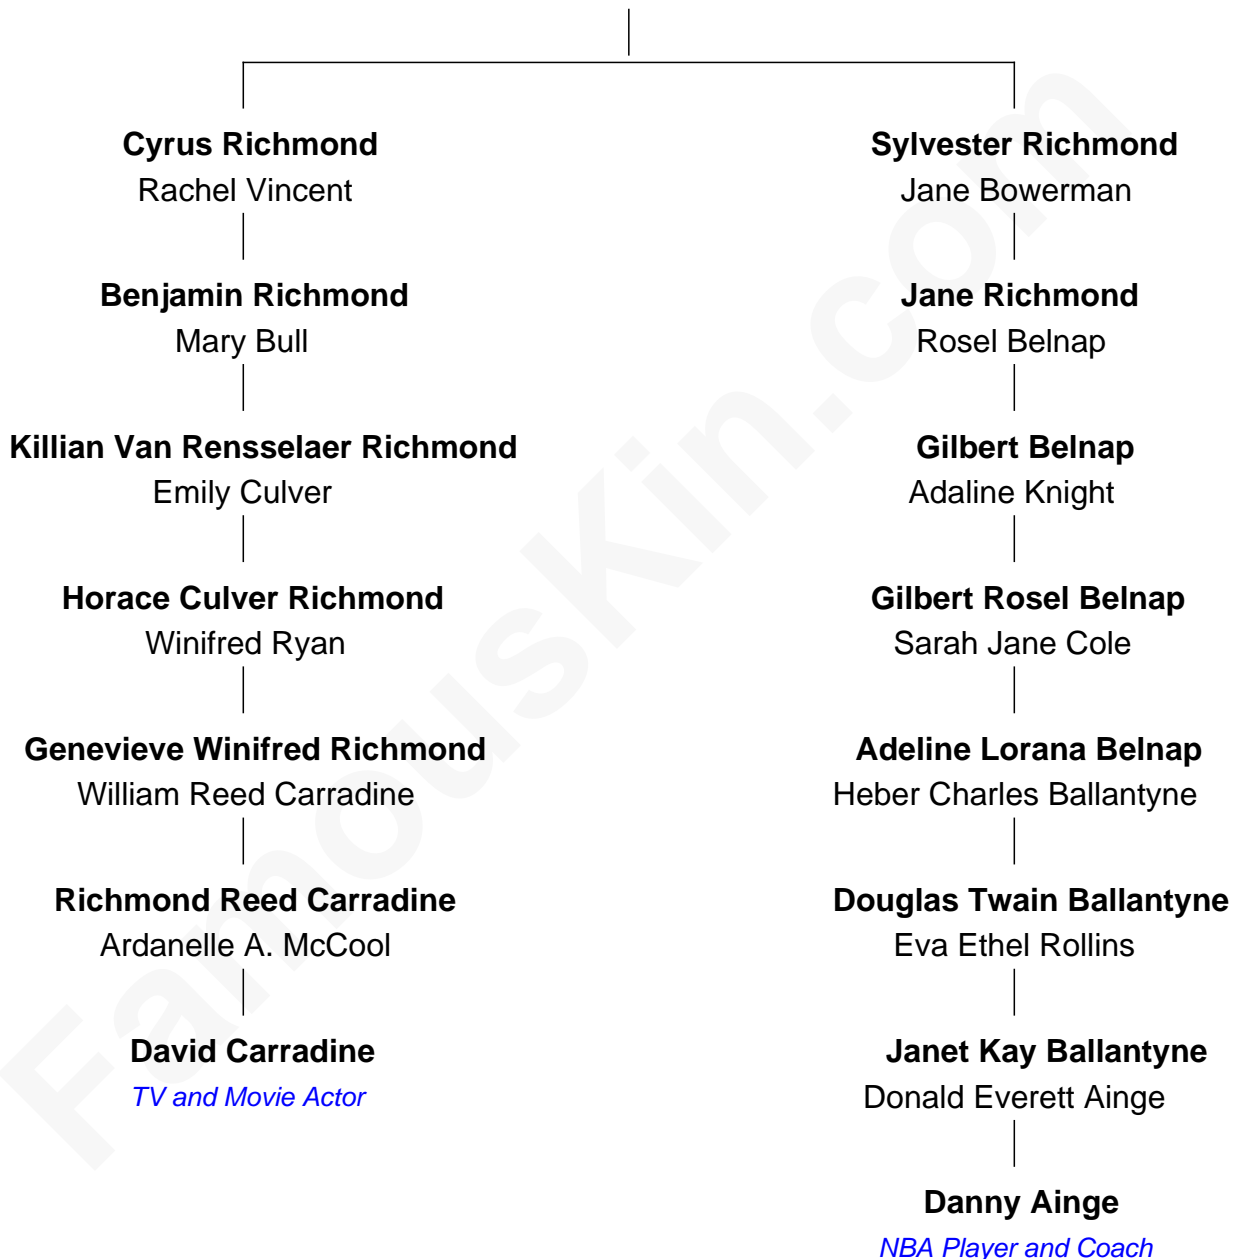 Cyrus Richmond
Rachel Vincent
Benjamin Richmond
Mary Bull
Killian Van Rensselaer Richmond
Emily Culver
Horace Culver Richmond
Winifred Ryan
Genevieve Winifred Richmond
William Reed Carradine
Richmond Reed Carradine
Ardanelle A. McCool
David Carradine
TV and Movie Actor
Sylvester Richmond
Jane Bowerman
Jane Richmond
Rosel Belnap
Gilbert Belnap
Adaline Knight
Gilbert Rosel Belnap
Sarah Jane Cole
Adeline Lorana Belnap
Heber Charles Ballantyne
Douglas Twain Ballantyne
Eva Ethel Rollins
Janet Kay Ballantyne
Donald Everett Ainge
Danny Ainge
NBA Player and Coach
FamousKin.com